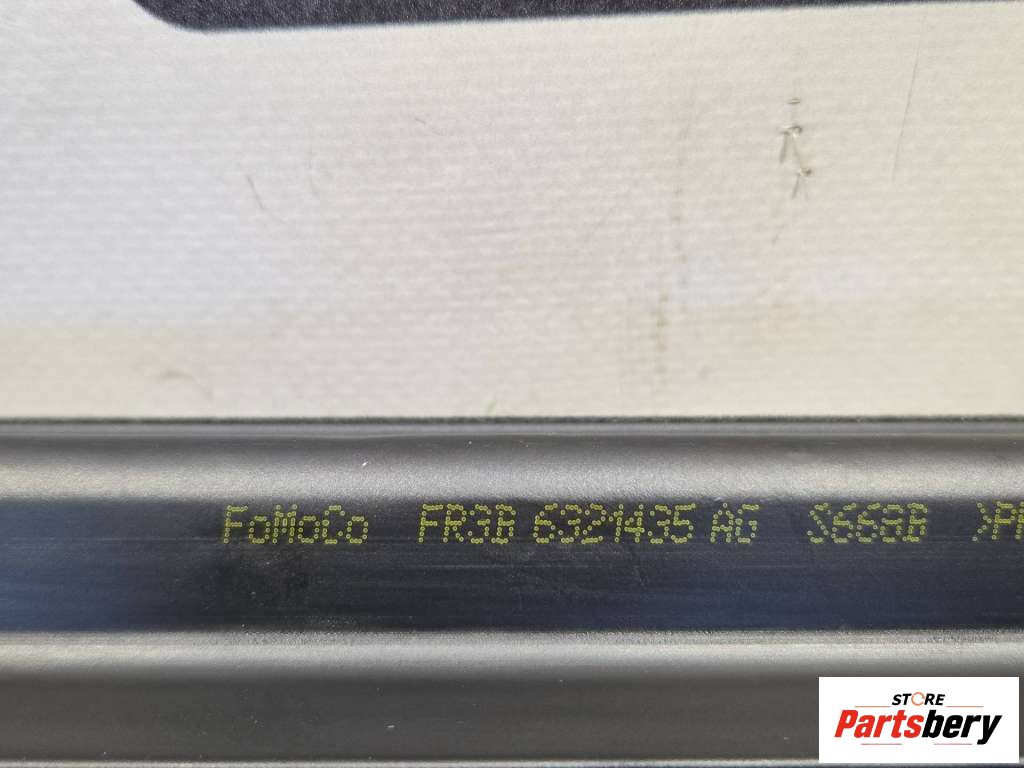 FoMoCo FR3B 6321435 AG S668B
STORE
Partsbery